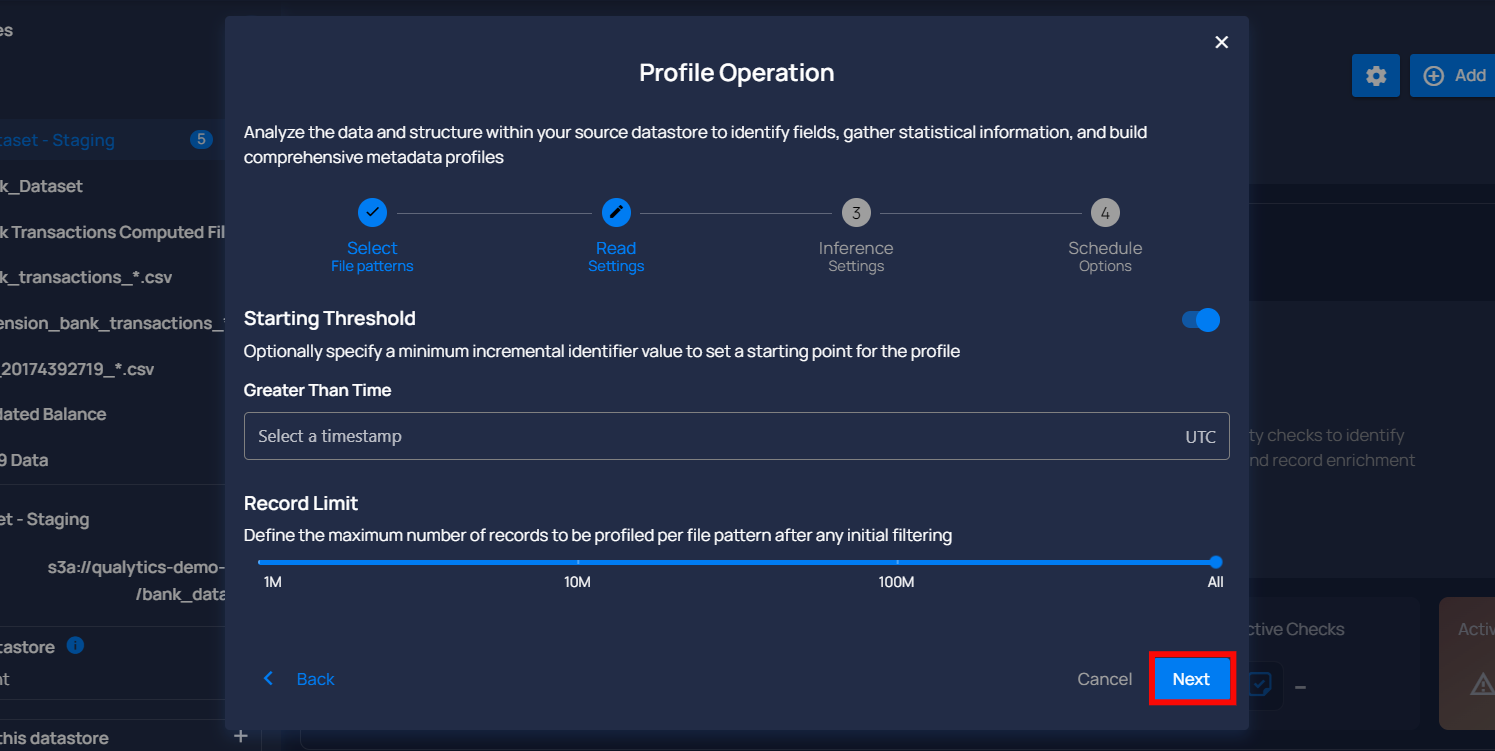 es
Profile Operation
Add
Analyze the data and structure within your source datastore to identify fields, gather statistical information, and build
comprehensive metadata profiles
taset - Staging 5
k_Dataset
k Transactions Computed Fil
k_transactions_*.csv
ension_bank_transactions_*
_20174392719_*.csv
lated Balance
9 Data
et - Staging
s3a://qualytics-demo-
/bank_data
tastore
nt
this datastore
3
4
Select
File patterns
Read
Settings
Inference
Settings
Schedule
Options
Starting Threshold
Optionally specify a minimum incremental identifier value to set a starting point for the profile
Greater Than Time
Select a timestamp UTC
Record Limit
Define the maximum number of records to be profiled per file pattern after any initial filtering
1M 10M 100M All
Back Cancel Next
ty checks to identify
nd record enrichment
ctive Checks
–
Activ